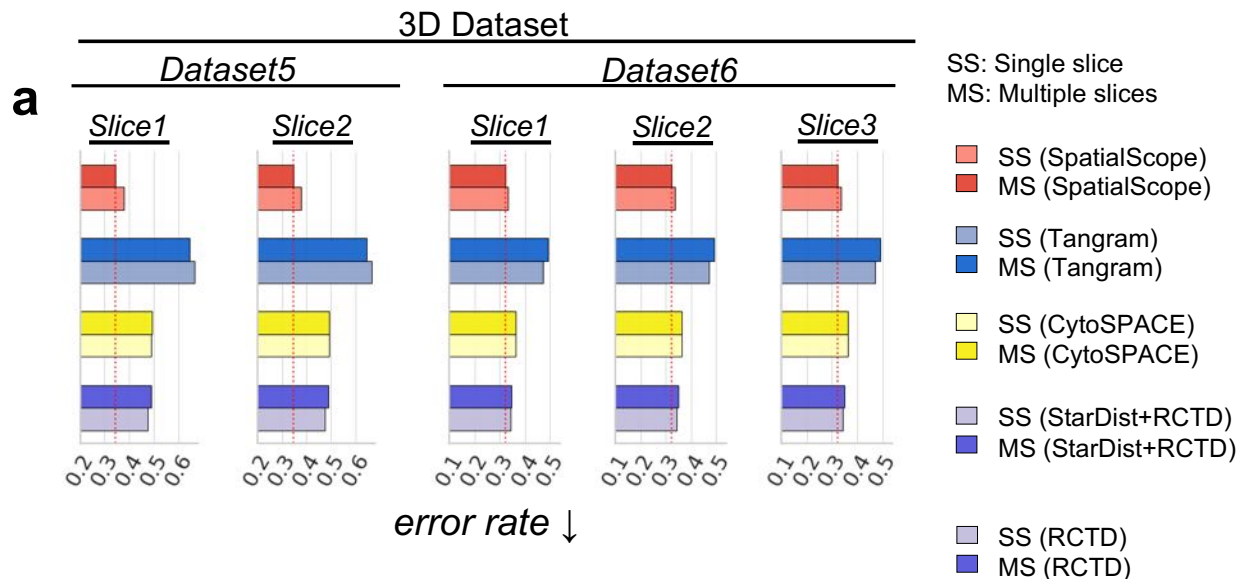 3D Dataset
a
Dataset5
Dataset6
Slice1
Slice2
Slice1
Slice2
Slice3
SS: Single slice
MS: Multiple slices
SS (SpatialScope)
MS (SpatialScope)
SS (Tangram)
MS (Tangram)
SS (CytoSPACE)
MS (CytoSPACE)
SS (StarDist+RCTD)
MS (StarDist+RCTD)
SS (RCTD)
MS (RCTD)
0.2 0.3 0.4 0.5 0.6
0.2 0.3 0.4 0.5 0.6
0.1 0.2 0.3 0.4 0.5
0.1 0.2 0.3 0.4 0.5
0.1 0.2 0.3 0.4 0.5
error rate ↓